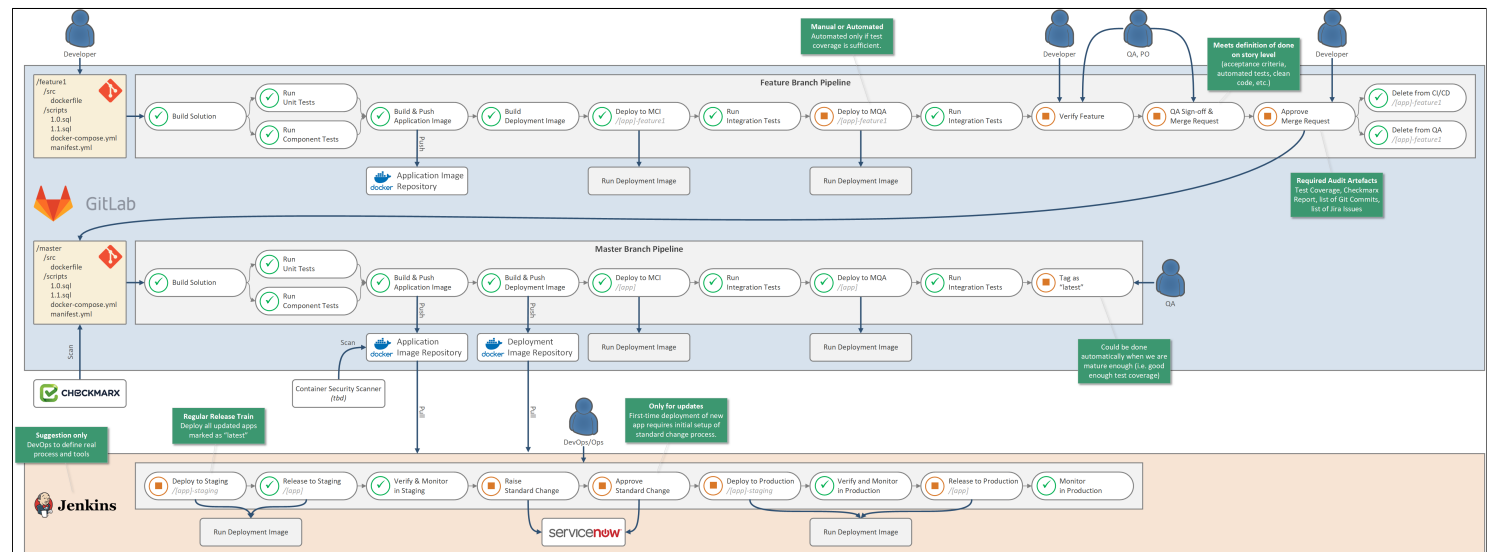 Developer
Manual or Automated
Automated only if test
coverage is sufficient.
Developer
QA, PO
Meets definition of done
on story level
(acceptance criteria,
automated tests, clean
code, etc.)
Developer
/feature1
/src
dockerfile
/scripts
1.0.sql
1.1.sql
docker-compose.yml
manifest.yml
Feature Branch Pipeline
Build Solution
Run
Unit Tests
Run
Component Tests
Build & Push
Application Image
Build
Deployment Image
Deploy to MCI
/[app]-feature1
Run
Integration Tests
Deploy to MQA
/[app]-feature1
Run
Integration Tests
Verify Feature
QA Sign-off &
Merge Request
Approve
Merge Request
Delete from CI/CD
/[app]-feature1
Delete from QA
/[app]-feature1
Push
docker
Application Image
Repository
Run Deployment Image
Run Deployment Image
Required Audit Artefacts
Test Coverage, Checkmarx
Report, list of Git Commits,
list of Jira Issues
GitLab
/master
/src
dockerfile
/scripts
1.0.sql
1.1.sql
docker-compose.yml
manifest.yml
Master Branch Pipeline
Build Solution
Run
Unit Tests
Run
Component Tests
Build & Push
Application Image
Build & Push
Deployment Image
Deploy to MCI
/[app]
Run
Integration Tests
Deploy to MQA
/[app]
Run
Integration Tests
Tag as
“latest”
QA
Push
Push
Scan
Scan
docker
Application
Image Repository
docker
Deployment
Image Repository
Run Deployment Image
Run Deployment Image
Could be done
automatically when we are
mature enough (i.e. good
enough test coverage)
CHECKMARX
Container Security Scanner
(tbd)
Pull
Pull
Regular Release Train
Deploy all updated apps
marked as “latest”
DevOps/Ops
Only for updates
First-time deployment of new
app requires initial setup of
standard change process.
Suggestion only
DevOps to define real
process and tools
Jenkins
Deploy to Staging
/[app]-staging
Release to Staging
/[app]
Verify & Monitor
in Staging
Raise
Standard Change
Approve
Standard Change
Deploy to Production
/[app]-staging
Verify and Monitor
in Production
Release to Production
/[app]
Monitor
in Production
Run Deployment Image
servicenow
Run Deployment Image